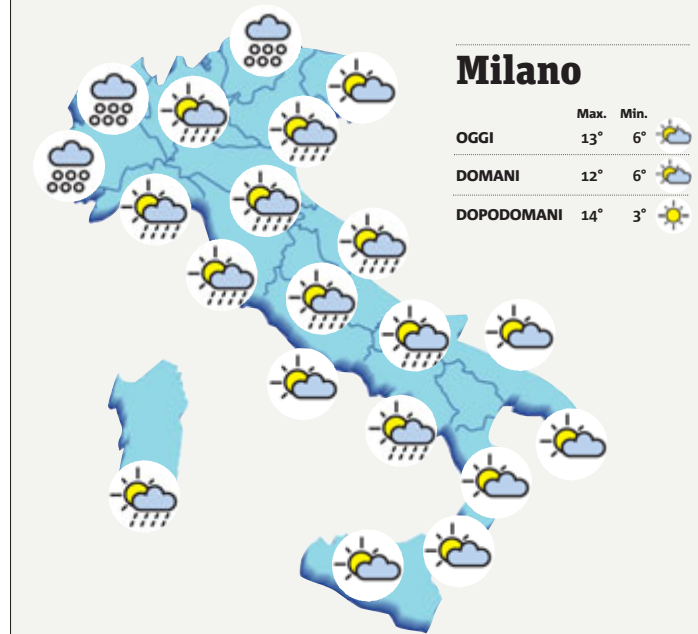 Milano
Max. Min.
OGGI 13° 6°
DOMANI 12° 6°
DOPODOMANI 14° 3°